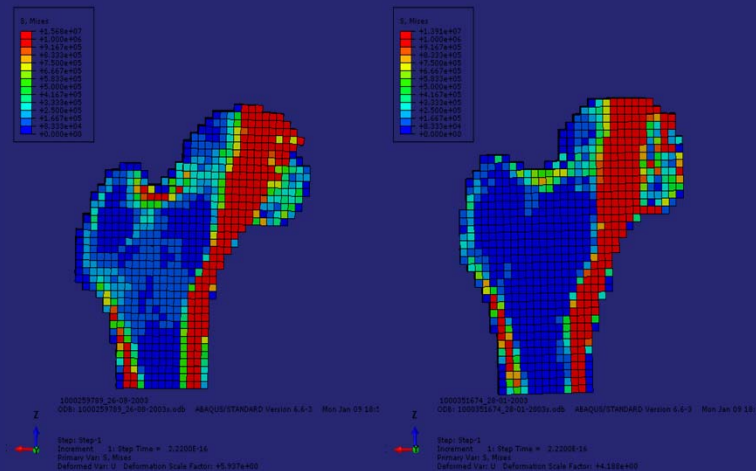 S, Mises
+1.568e+07
+1.000e+06
+9.167e+05
+8.333e+05
+7.500e+05
+6.667e+05
+5.833e+05
+5.000e+05
+4.167e+05
+3.333e+05
+2.500e+05
+1.667e+05
+8.333e+04
+0.000e+00
S, Mises
+1.391e+07
+1.000e+06
+9.167e+05
+8.333e+05
+7.500e+05
+6.667e+05
+5.833e+05
+5.000e+05
+4.167e+05
+3.333e+05
+2.500e+05
+1.667e+05
+8.333e+04
+0.000e+00
1000259789_26-08-2003
ODB: 1000259789_26-08-2003s.odb ABAQUS/STANDARD Version 6.6-3 Mon Jan 09 18:
Z
Step: Step-1
Increment 1: Step Time = 2.2200E-16
Primary Var: S, Mises
Deformed Var: U Deformation Scale Factor: +5.937e+00
1000351674_28-01-2003
ODB: 1000351674_28-01-2003s.odb ABAQUS/STANDARD Version 6.6-3 Mon Jan 09 18:
Z
Step: Step-1
Increment 1: Step Time = 2.2200E-16
Primary Var: S, Mises
Deformed Var: U Deformation Scale Factor: +4.188e+00